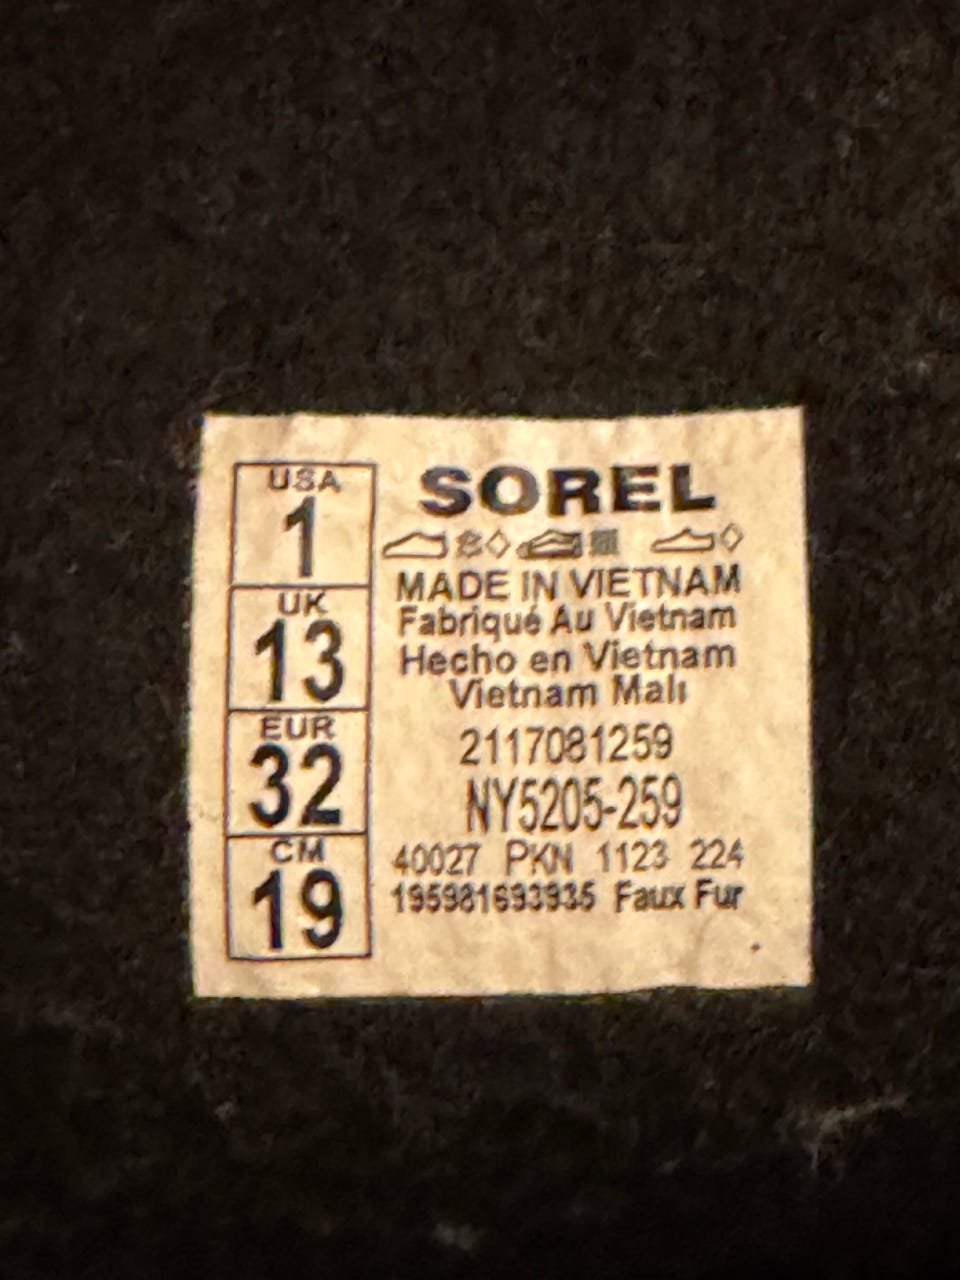 USA
1
UK
13
EUR
32
CM
19
SOREL
MADE IN VIETNAM
Fabriqué Au Vietnam
Hecho en Vietnam
Vietnam Malı
2117081259
NY5205-259
40027 PKN 1123 224
195981693935 Faux Fur